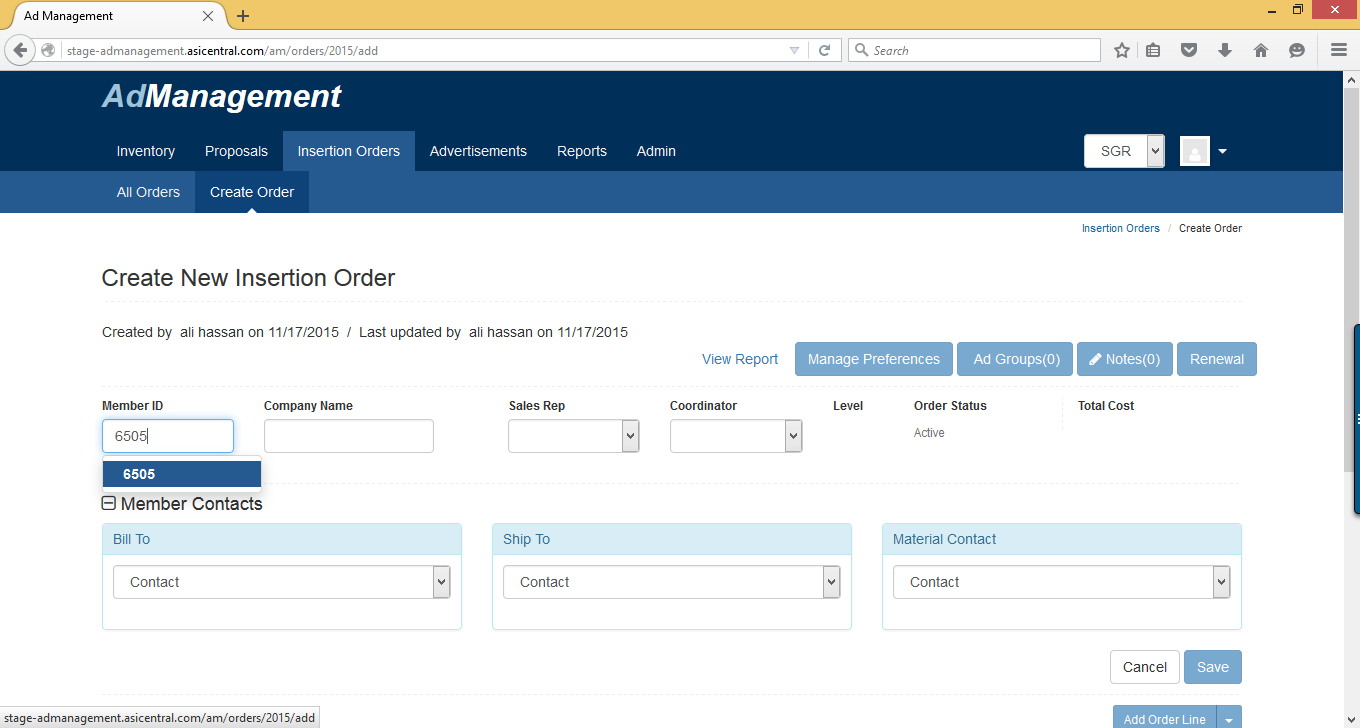 Ad Management
stage-admanagement.asicentral.com/am/orders/2015/add
Search
AdManagement
Inventory Proposals Insertion Orders Advertisements Reports Admin SGR
All Orders Create Order
Insertion Orders / Create Order
Create New Insertion Order
Created by ali hassan on 11/17/2015 / Last updated by ali hassan on 11/17/2015
View Report Manage Preferences Ad Groups(0) Notes(0) Renewal
Member ID Company Name Sales Rep Coordinator Level Order Status Total Cost
6505 Active
6505
Member Contacts
Bill To Ship To Material Contact
Contact Contact Contact
Cancel Save
stage-admanagement.asicentral.com/am/orders/2015/add Add Order Line